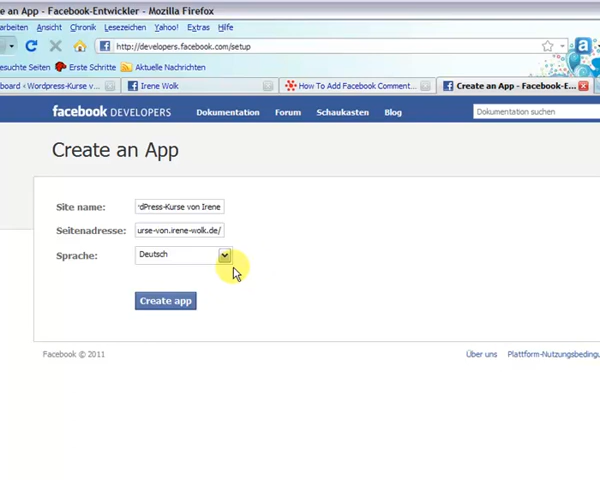 e an App - Facebook-Entwickler - Mozilla Firefox
arbeiten Ansicht Chronik Lesezeichen Yahoo! Extras Hilfe
http://developers.facebook.com/setup
esuchte Seiten Erste Schritte Aktuelle Nachrichten
board ‹ Wordpress-Kurse v... Irene Wolk How To Add Facebook Comment... Create an App - Facebook-E...
facebook DEVELOPERS Dokumentation Forum Schaukasten Blog Dokumentation suchen
Create an App
Site name: dPress-Kurse von Irene
Seitenadresse: urse-von.irene-wolk.de/
Sprache: Deutsch
Create app
Facebook © 2011 Über uns Plattform-Nutzungsbedingu